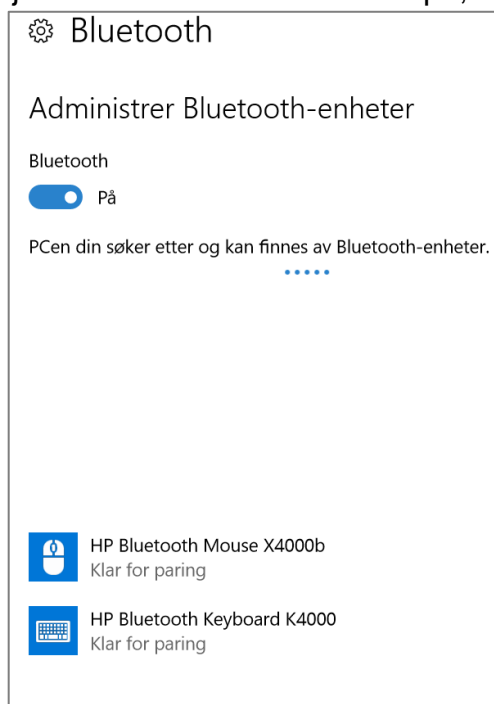 Bluetooth
Administrer Bluetooth-enheter
Bluetooth
På
PCen din søker etter og kan finnes av Bluetooth-enheter.
HP Bluetooth Mouse X4000b
Klar for paring
HP Bluetooth Keyboard K4000
Klar for paring